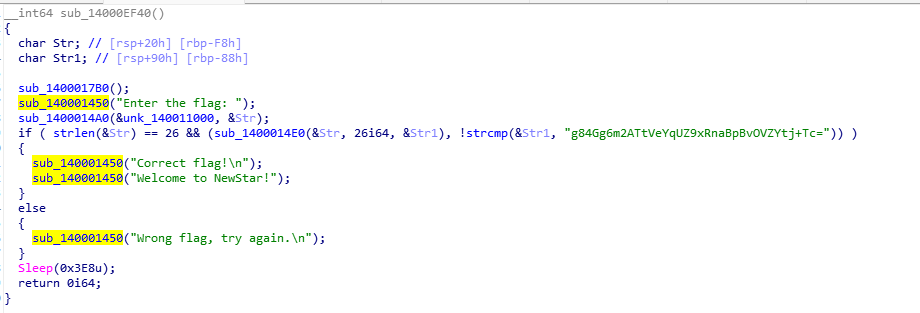 __int64 sub_14000EF40()
{
char Str; // [rsp+20h] [rbp-F8h]
char Str1; // [rsp+90h] [rbp-88h]
sub_1400017B0();
sub_140001450("Enter the flag: ");
sub_1400014A0(&unk_140011000, &Str);
if ( strlen(&Str) == 26 && (sub_1400014E0(&Str, 26i64, &Str1), !strcmp(&Str1, "g84Gg6m2ATtVeYqUZ9xRnaBpBvOVZYtj+Tc=")) )
{
sub_140001450("Correct flag!\n");
sub_140001450("Welcome to NewStar!");
}
else
{
sub_140001450("Wrong flag, try again.\n");
}
Sleep(0x3E8u);
return 0i64;
}